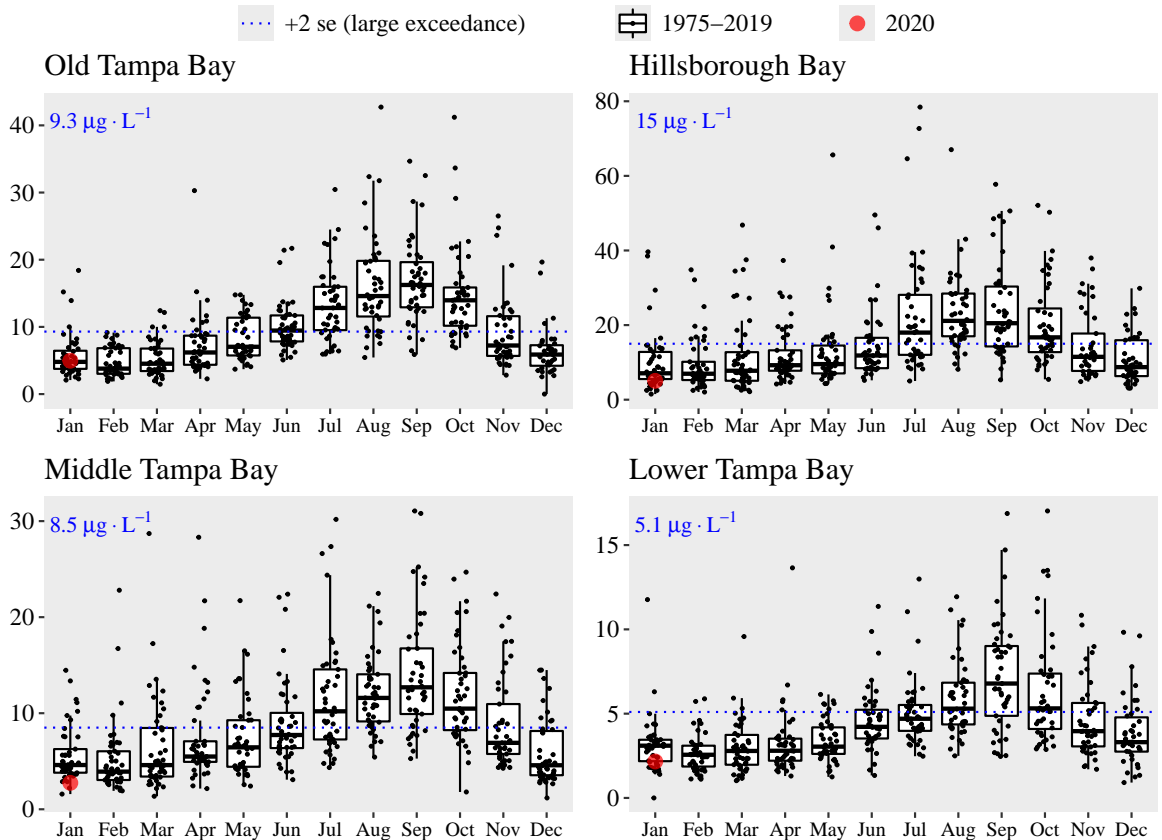 +2 se (large exceedance) 1975–2019 2020
Old Tampa Bay
9.3 μg · L⁻¹
40
30
20
10
0
Jan Feb Mar Apr May Jun Jul Aug Sep Oct Nov Dec
Hillsborough Bay
15 μg · L⁻¹
80
60
40
20
0
Jan Feb Mar Apr May Jun Jul Aug Sep Oct Nov Dec
Middle Tampa Bay
8.5 μg · L⁻¹
30
20
10
0
Jan Feb Mar Apr May Jun Jul Aug Sep Oct Nov Dec
Lower Tampa Bay
5.1 μg · L⁻¹
15
10
5
0
Jan Feb Mar Apr May Jun Jul Aug Sep Oct Nov Dec